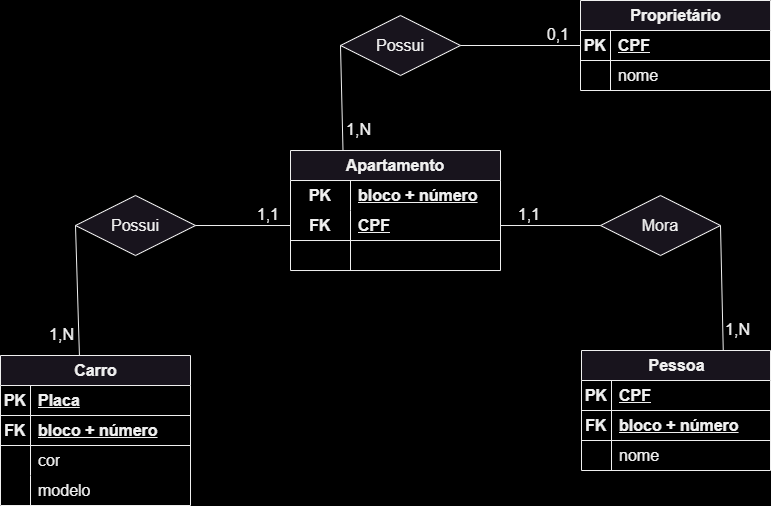 Proprietário
Possui
0,1
PK CPF
nome
1,N
Apartamento
PK bloco + número
FK CPF
Possui
1,1
1,1
Mora
1,N
1,N
Carro
PK Placa
FK bloco + número
cor
modelo
Pessoa
PK CPF
FK bloco + número
nome